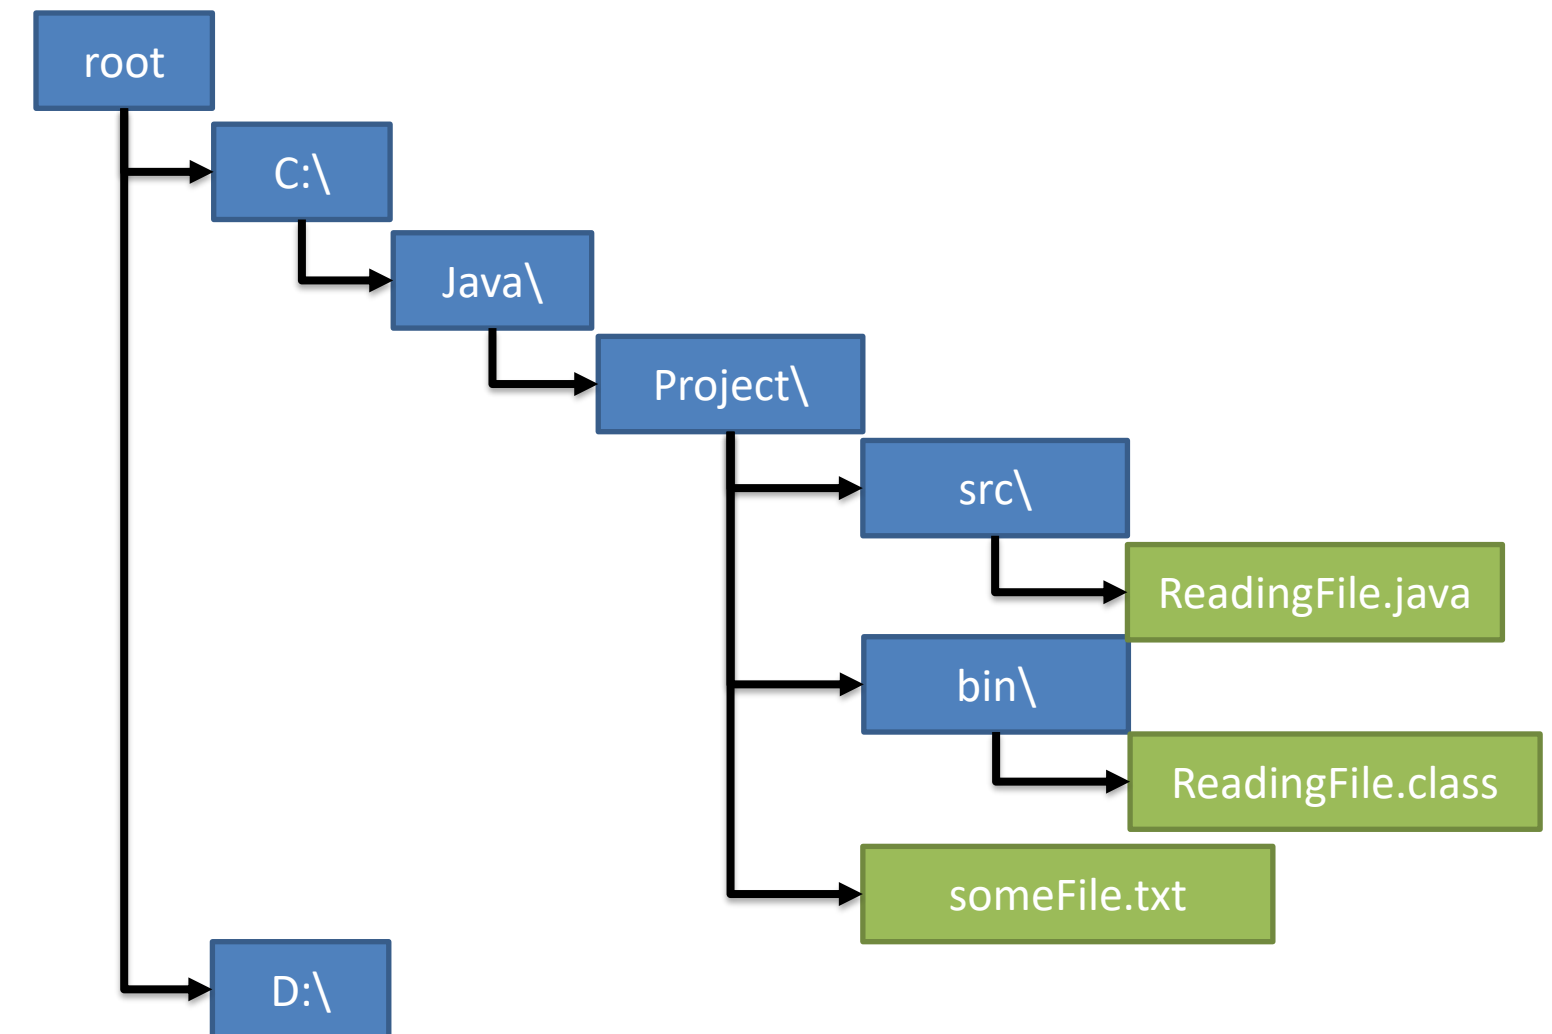 root
C:\
Java\
Project\
src\
ReadingFile.java
bin\
ReadingFile.class
someFile.txt
D:\